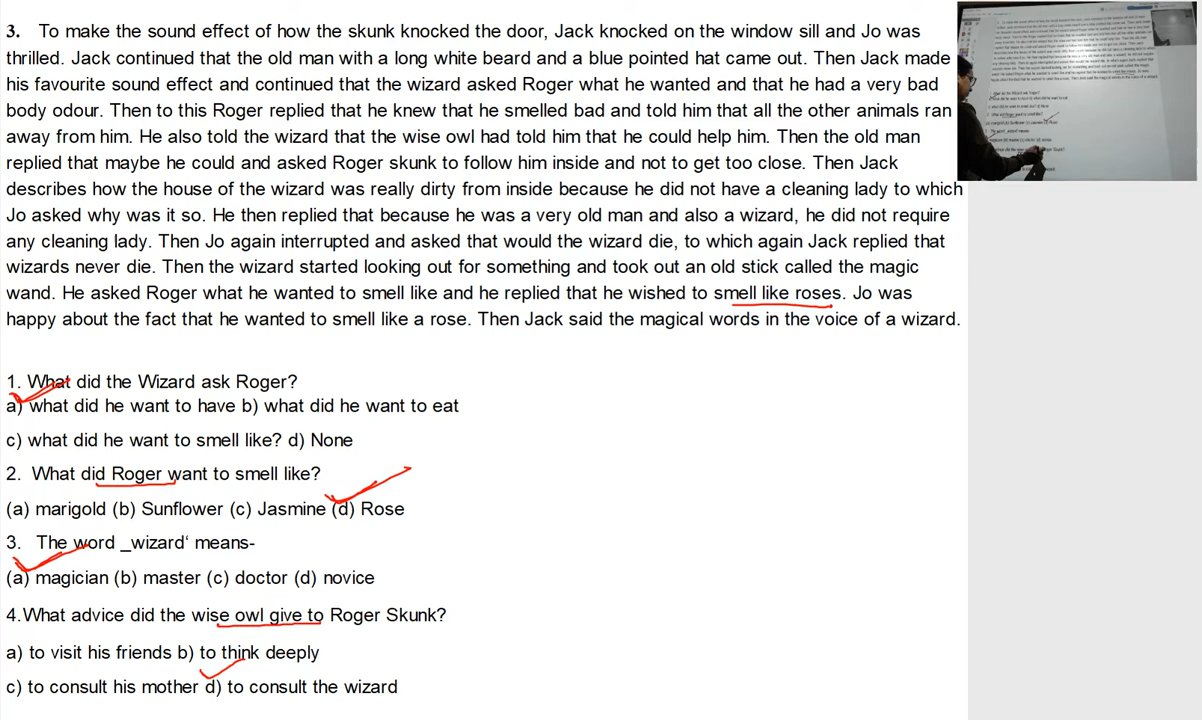 3. To make the sound effect of how the skunk knocked the door, Jack knocked on the window sill and Jo was
thrilled. Jack continued that the old man with a long white beard and a blue pointed hat came out. Then Jack made
his favourite sound effect and continued that the wizard asked Roger what he wanted and that he had a very bad
body odour. Then to this Roger replied that he knew that he smelled bad and told him that all the other animals ran
away from him. He also told the wizard that the wise owl had told him that he could help him. Then the old man
replied that maybe he could and asked Roger skunk to follow him inside and not to get too close. Then Jack
describes how the house of the wizard was really dirty from inside because he did not have a cleaning lady to which
Jo asked why was it so. He then replied that because he was a very old man and also a wizard, he did not require
any cleaning lady. Then Jo again interrupted and asked that would the wizard die, to which again Jack replied that
wizards never die. Then the wizard started looking out for something and took out an old stick called the magic
wand. He asked Roger what he wanted to smell like and he replied that he wished to smell like roses. Jo was
happy about the fact that he wanted to smell like a rose. Then Jack said the magical words in the voice of a wizard.
1. What did the Wizard ask Roger?
a) what did he want to have b) what did he want to eat
c) what did he want to smell like? d) None
2. What did Roger want to smell like?
(a) marigold (b) Sunflower (c) Jasmine (d) Rose
3. The word _wizard‘ means-
(a) magician (b) master (c) doctor (d) novice
4.What advice did the wise owl give to Roger Skunk?
a) to visit his friends b) to think deeply
c) to consult his mother d) to consult the wizard